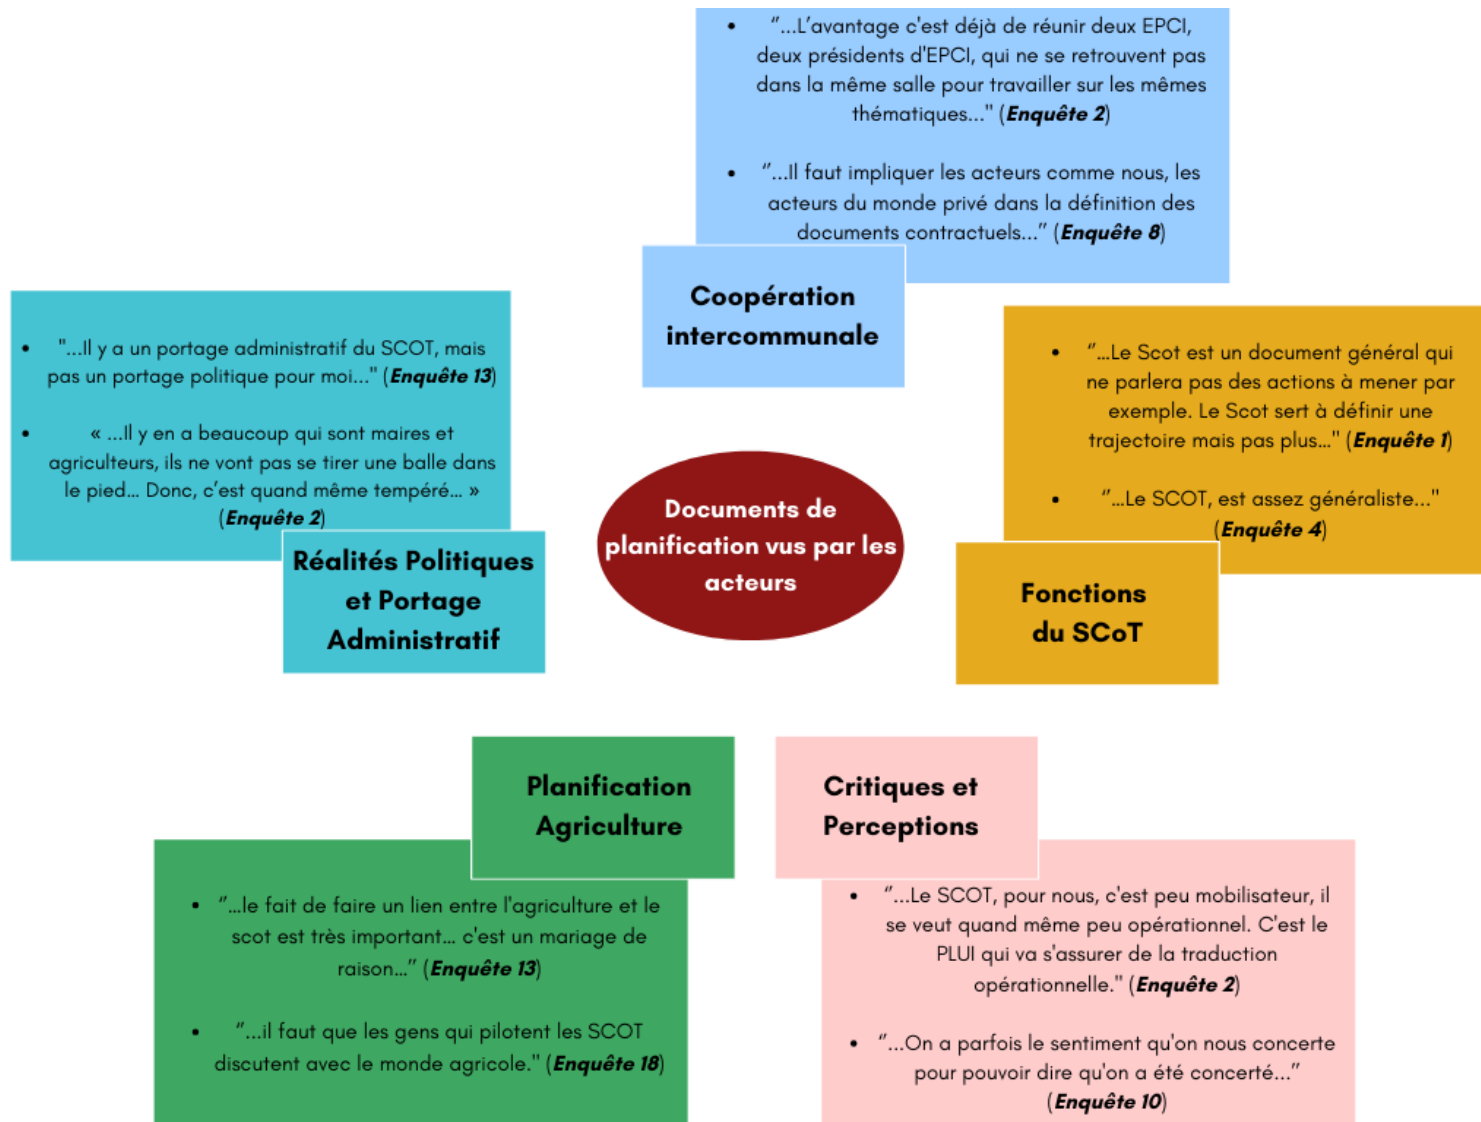 • “...L’avantage c'est déjà de réunir deux EPCI,
deux présidents d'EPCI, qui ne se retrouvent pas
dans la même salle pour travailler sur les mêmes
thématiques..." (Enquête 2)
• “...Il faut impliquer les acteurs comme nous, les
acteurs du monde privé dans la définition des
documents contractuels...” (Enquête 8)
Coopération
intercommunale
• "...Il y a un portage administratif du SCOT, mais
pas un portage politique pour moi..." (Enquête 13)
• « ...Il y en a beaucoup qui sont maires et
agriculteurs, ils ne vont pas se tirer une balle dans
le pied... Donc, c’est quand même tempéré... »
(Enquête 2)
Réalités Politiques
et Portage
Administratif
• “...Le Scot est un document général qui
ne parlera pas des actions à mener par
exemple. Le Scot sert à définir une
trajectoire mais pas plus..." (Enquête 1)
• “...Le SCOT, est assez généraliste..."
(Enquête 4)
Fonctions
du SCoT
Documents de
planification vus par les
acteurs
Planification
Agriculture
• “...le fait de faire un lien entre l'agriculture et le
scot est très important... c'est un mariage de
raison...” (Enquête 13)
• “...il faut que les gens qui pilotent les SCOT
discutent avec le monde agricole." (Enquête 18)
Critiques et
Perceptions
• “...Le SCOT, pour nous, c'est peu mobilisateur, il
se veut quand même peu opérationnel. C'est le
PLUI qui va s'assurer de la traduction
opérationnelle." (Enquête 2)
• “...On a parfois le sentiment qu'on nous concerte
pour pouvoir dire qu'on a été concerté...”
(Enquête 10)